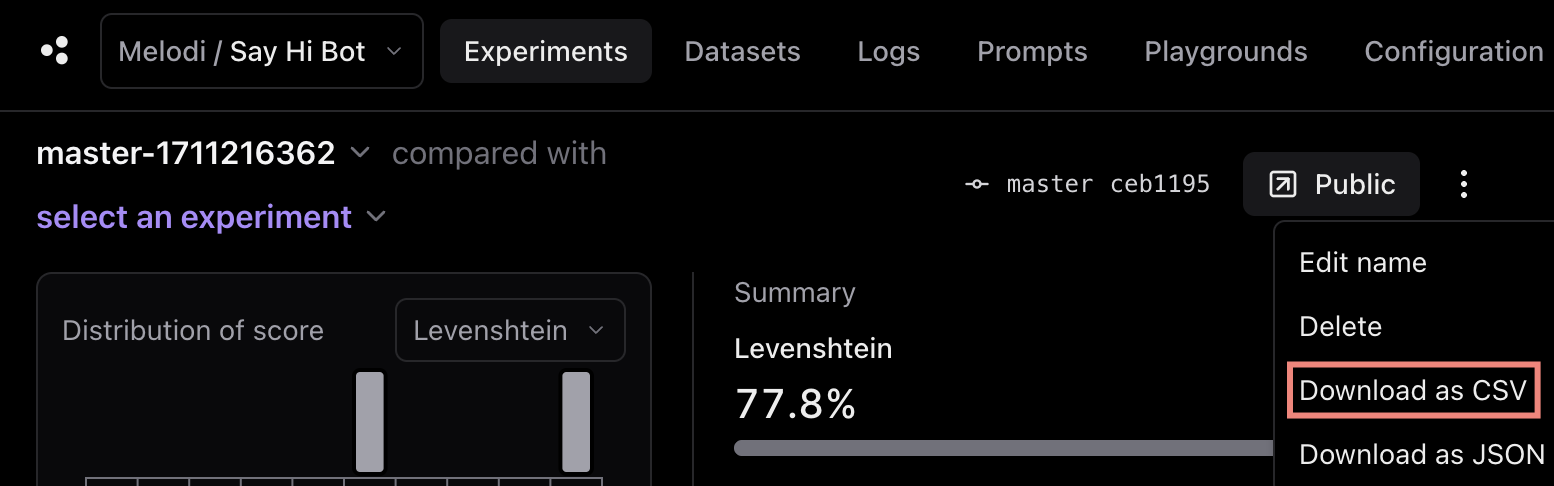 Melodi / Say Hi Bot
Experiments
Datasets
Logs
Prompts
Playgrounds
Configuration
master-1711216362
compared with
select an experiment
master ceb1195
Public
Edit name
Delete
Download as CSV
Download as JSON
Distribution of score
Levenshtein
Summary
Levenshtein
77.8%